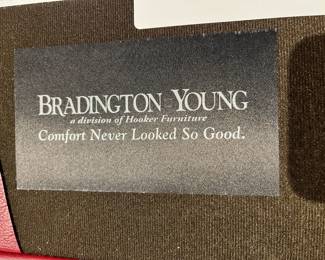 BRADINGTON YOUNG
a division of Hooker Furniture
Comfort Never Looked So Good.